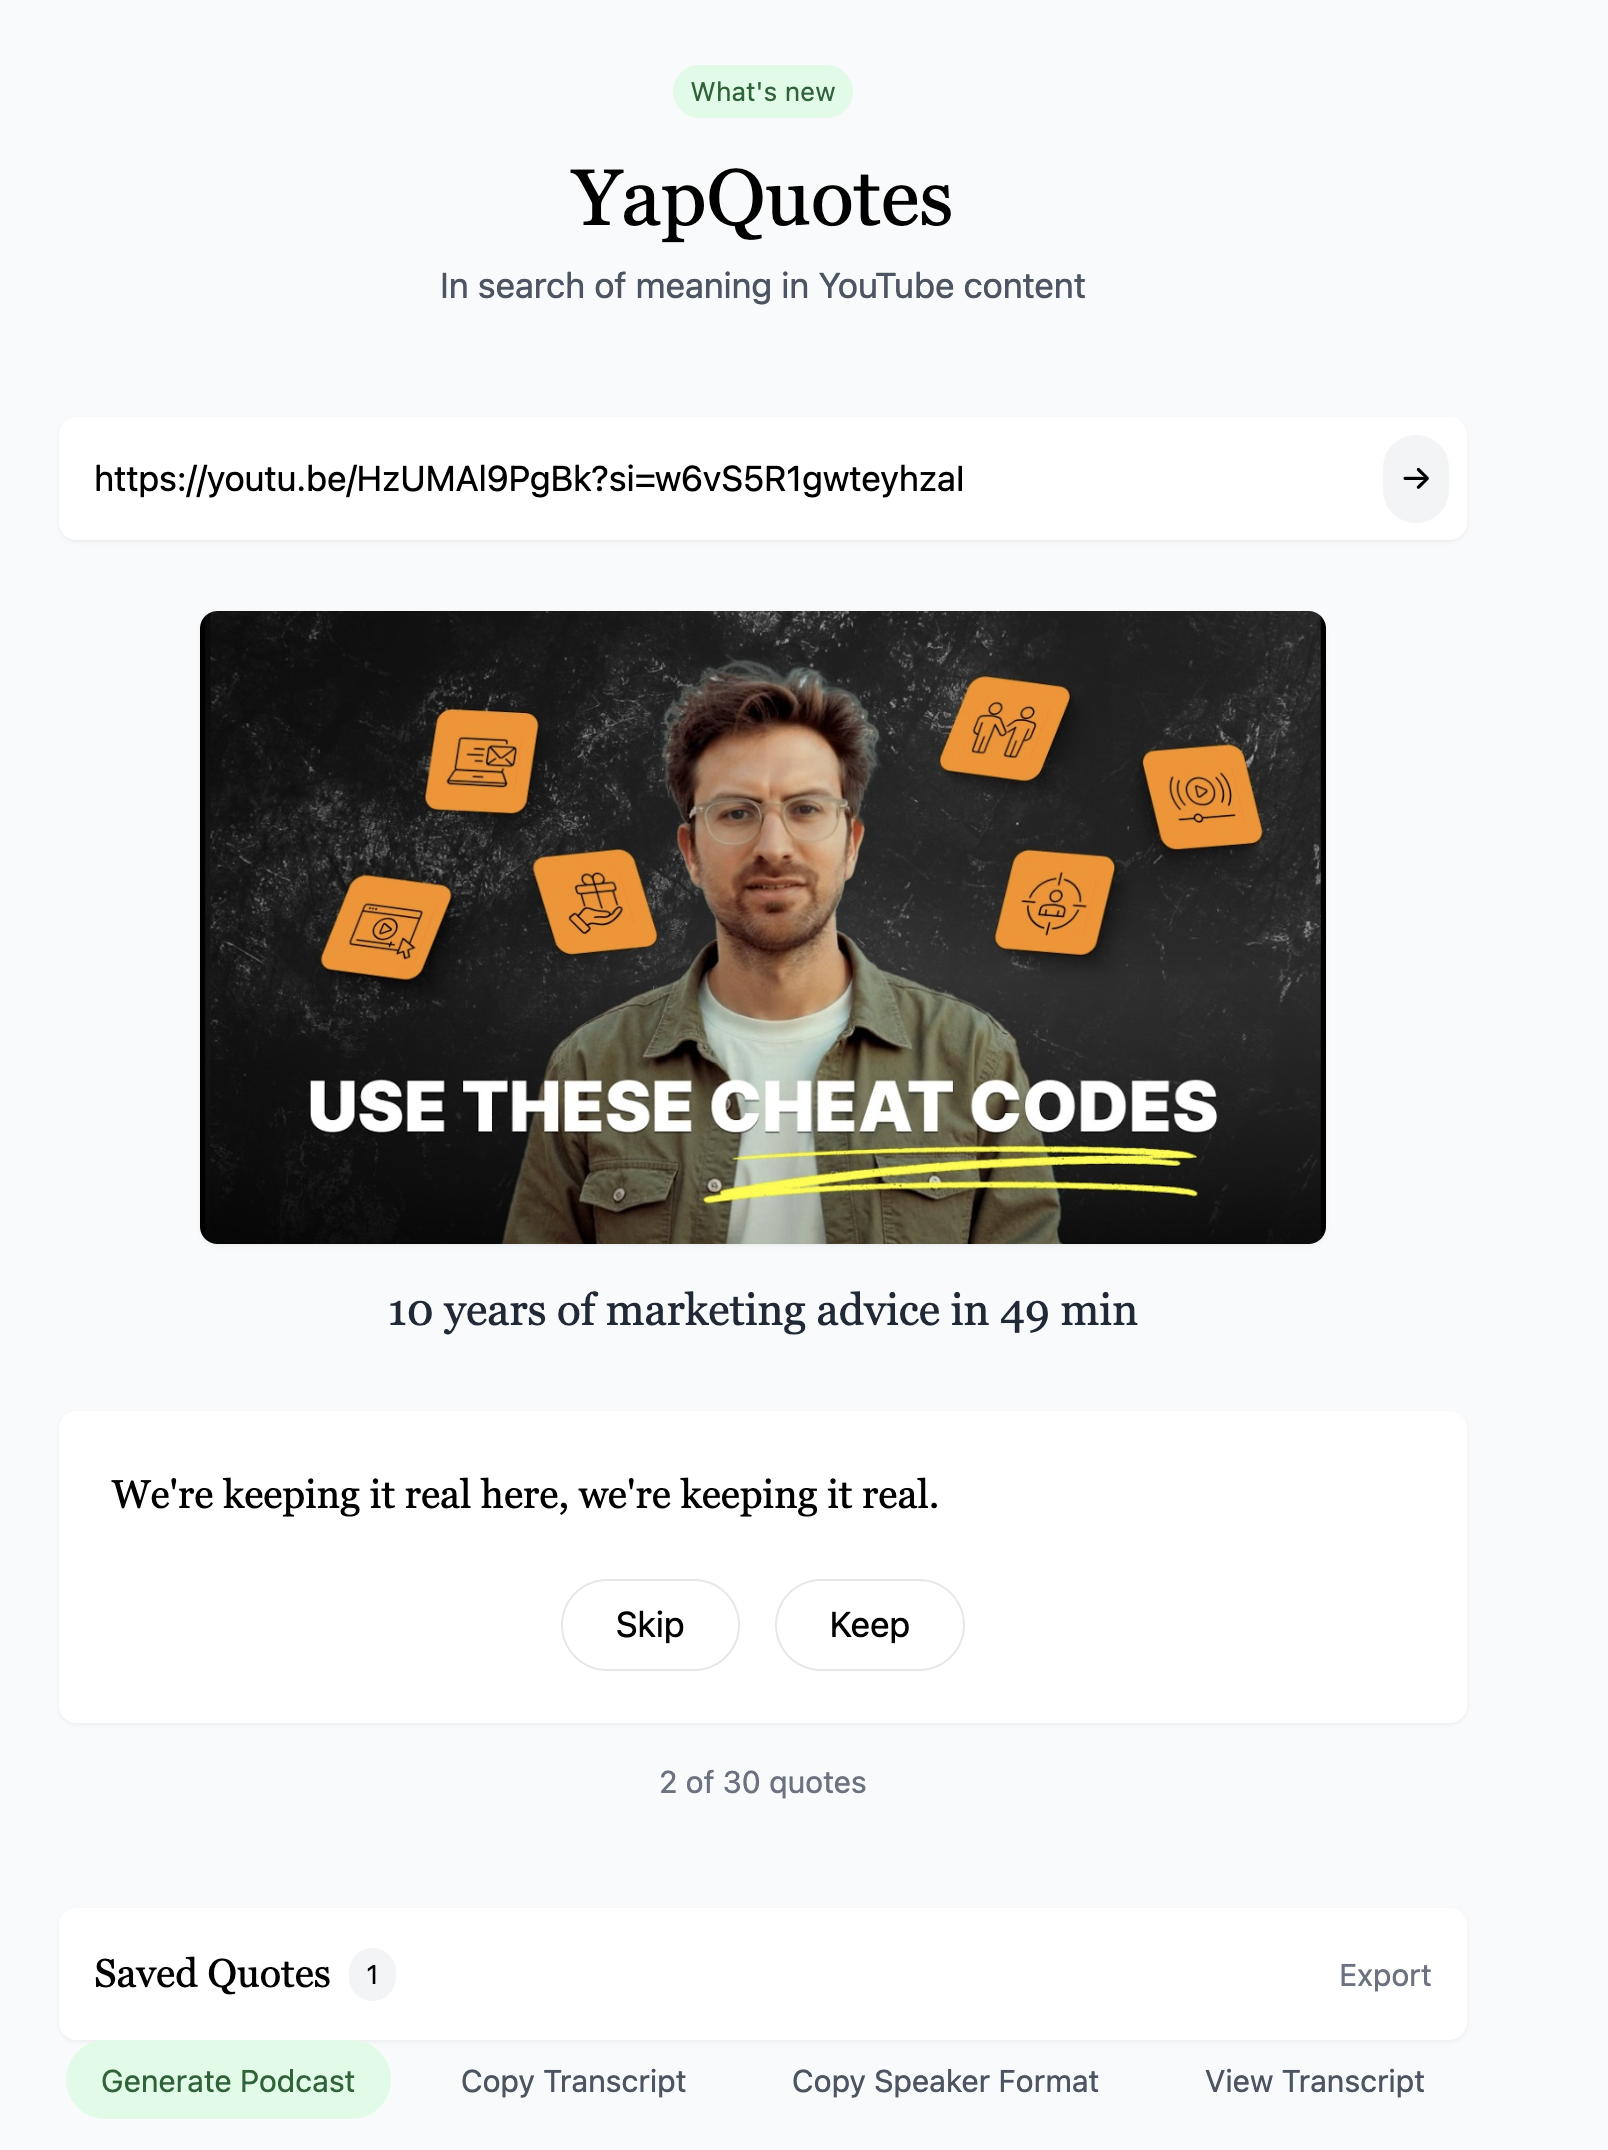 What's new
YapQuotes
In search of meaning in YouTube content
https://youtu.be/HzUMAl9PgBk?si=w6vS5R1gwteyhzal
USE THESE CHEAT CODES
10 years of marketing advice in 49 min
We're keeping it real here, we're keeping it real.
Skip Keep
2 of 30 quotes
Saved Quotes 1 Export
Generate Podcast Copy Transcript Copy Speaker Format View Transcript